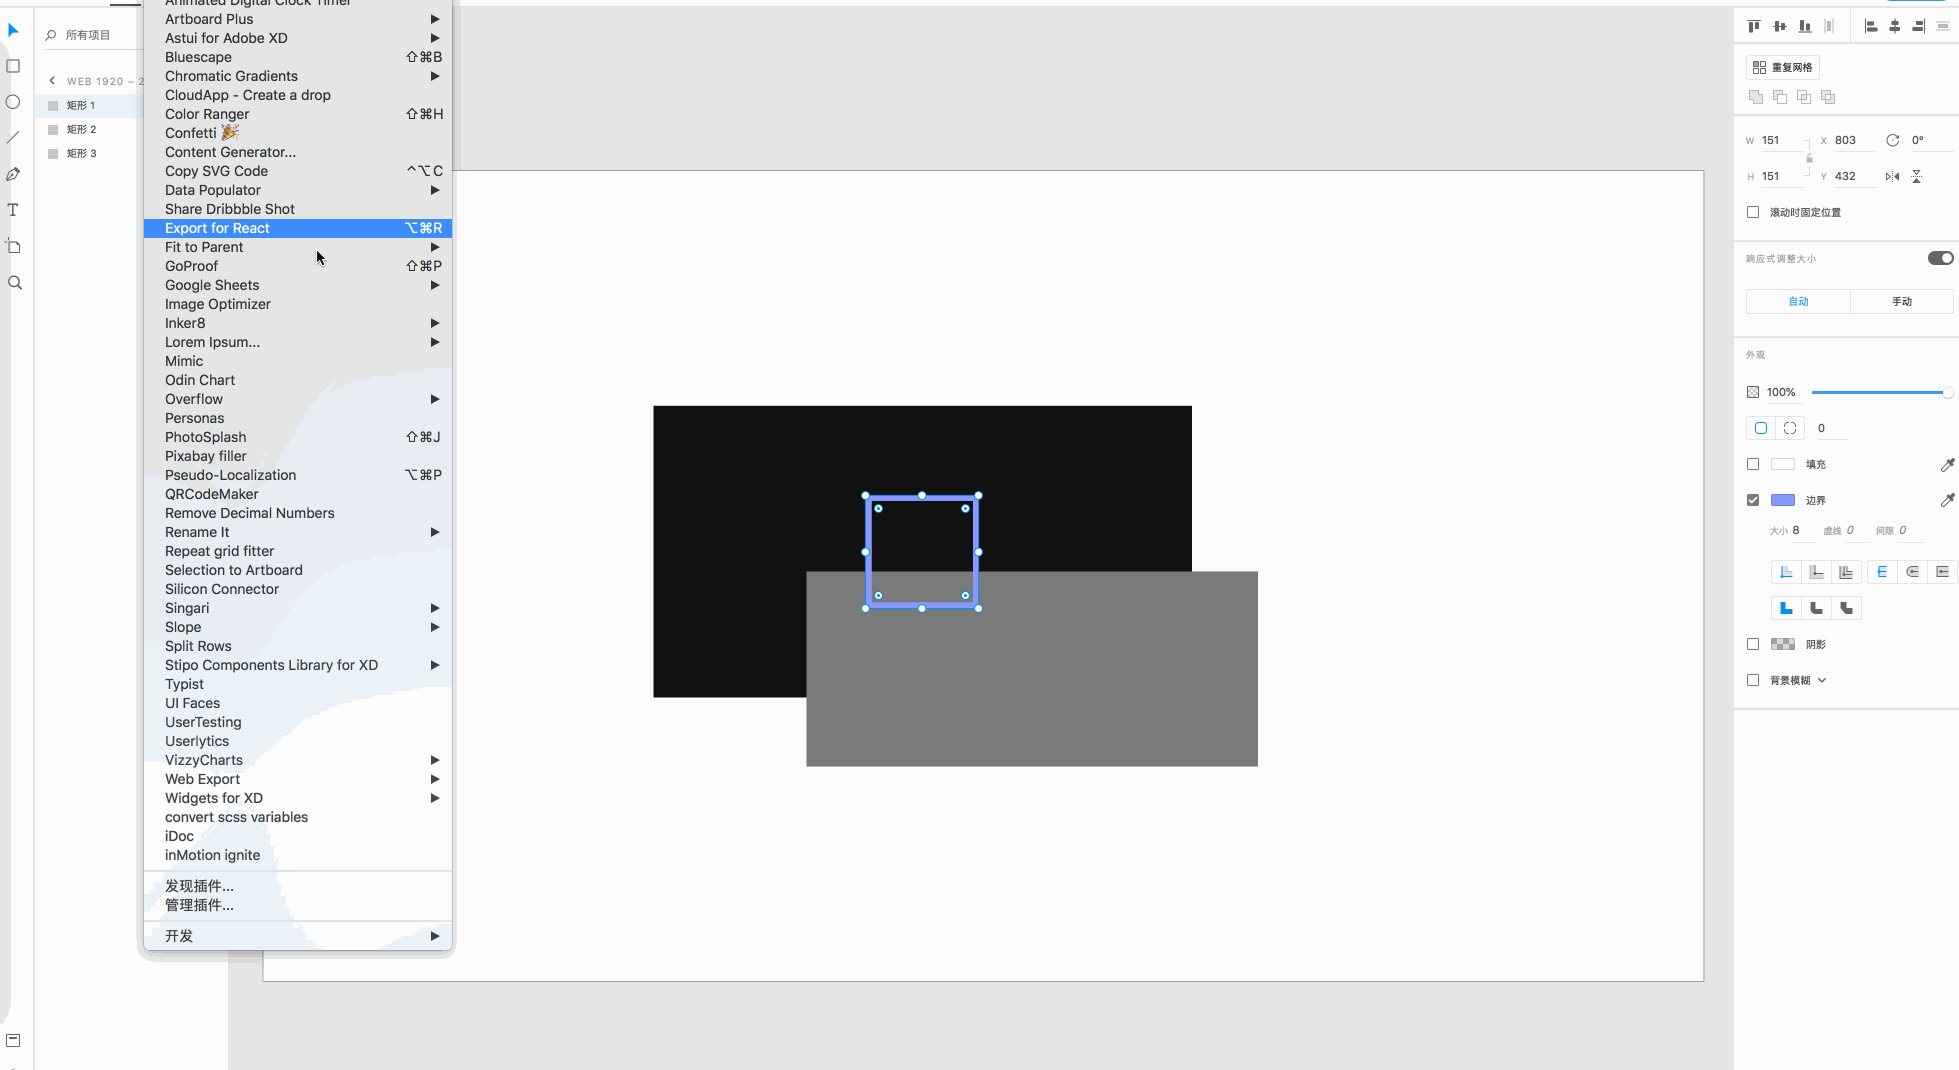 所有项目
WEB 1920 – 2
矩形 1
矩形 2
矩形 3
Animated Digital Clock Timer
Artboard Plus
Astui for Adobe XD
Bluescape ⇧⌘B
Chromatic Gradients
CloudApp - Create a drop
Color Ranger ⇧⌘H
Confetti 🎉
Content Generator...
Copy SVG Code ^⌥C
Data Populator
Share Dribbble Shot
Export for React ⌥⌘R
Fit to Parent
GoProof ⇧⌘P
Google Sheets
Image Optimizer
Inker8
Lorem Ipsum...
Mimic
Odin Chart
Overflow
Personas
PhotoSplash ⇧⌘J
Pixabay filler
Pseudo-Localization ⌥⌘P
QRCodeMaker
Remove Decimal Numbers
Rename It
Repeat grid fitter
Selection to Artboard
Silicon Connector
Singari
Slope
Split Rows
Stipo Components Library for XD
Typist
UI Faces
UserTesting
Userlytics
VizzyCharts
Web Export
Widgets for XD
convert scss variables
iDoc
inMotion ignite
发现插件...
管理插件...
开发
重复网格
W 151 X 803 0°
H 151 Y 432
滚动时固定位置
响应式调整大小
自动 手动
外观
100%
0
填充
边界
大小 8 虚线 0 间隙 0
阴影
背景模糊